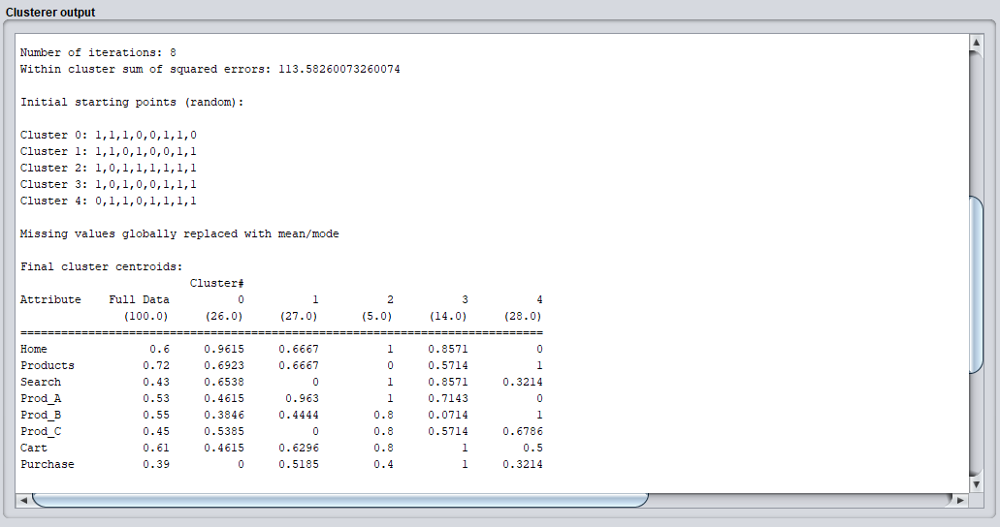 Clusterer output
Number of iterations: 8
Within cluster sum of squared errors: 113.58260073260074
Initial starting points (random):
Cluster 0: 1,1,1,0,0,1,1,0
Cluster 1: 1,1,0,1,0,0,1,1
Cluster 2: 1,0,1,1,1,1,1,1
Cluster 3: 1,0,1,0,0,1,1,1
Cluster 4: 0,1,1,0,1,1,1,1
Missing values globally replaced with mean/mode
Final cluster centroids:
Cluster#
Attribute Full Data 0 1 2 3 4
(100.0) (26.0) (27.0) (5.0) (14.0) (28.0)
==========================================================================
Home 0.6 0.9615 0.6667 1 0.8571 0
Products 0.72 0.6923 0.6667 0 0.5714 1
Search 0.43 0.6538 0 1 0.8571 0.3214
Prod_A 0.53 0.4615 0.963 1 0.7143 0
Prod_B 0.55 0.3846 0.4444 0.8 0.0714 1
Prod_C 0.45 0.5385 0 0.8 0.5714 0.6786
Cart 0.61 0.4615 0.6296 0.8 1 0.5
Purchase 0.39 0 0.5185 0.4 1 0.3214